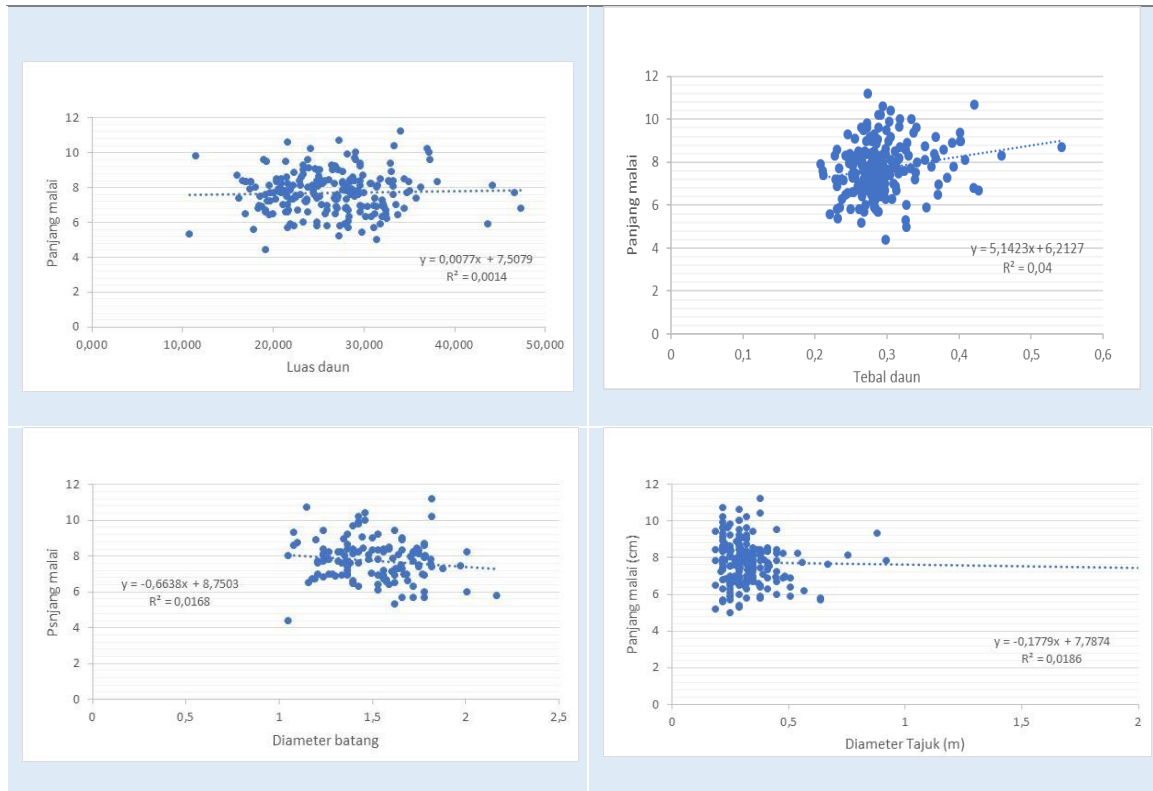 12
10
8
6
4
2
0
Panjang malai
y = 0,0077x + 7,5079
R² = 0,0014
0,000 10,000 20,000 30,000 40,000 50,000
Luas daun
12
10
8
6
4
2
0
Panjang malai
y = 5,1423x + 6,2127
R² = 0,04
0 0,1 0,2 0,3 0,4 0,5 0,6
Tebal daun
12
10
8
6
4
2
0
Psnjang malai
y = -0,6638x + 8,7503
R² = 0,0168
0 0,5 1 1,5 2 2,5
Diameter batang
12
10
8
6
4
2
0
Panjang malai (cm)
y = -0,1779x + 7,7874
R² = 0,0186
0 0,5 1 1,5 2
Diameter Tajuk (m)